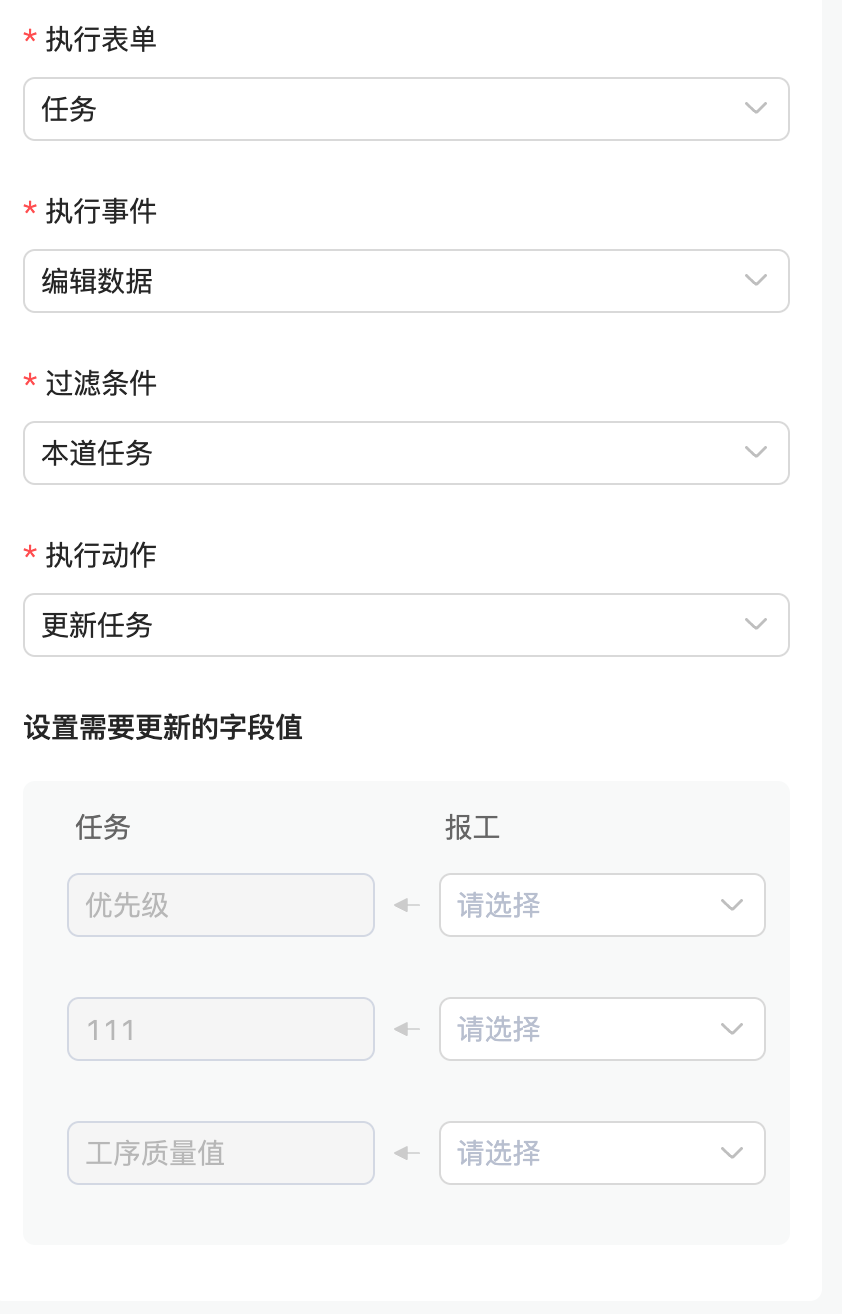 * 执行表单
任务
* 执行事件
编辑数据
* 过滤条件
本道任务
* 执行动作
更新任务
设置需要更新的字段值
任务 报工
优先级 请选择
111 请选择
工序质量值 请选择